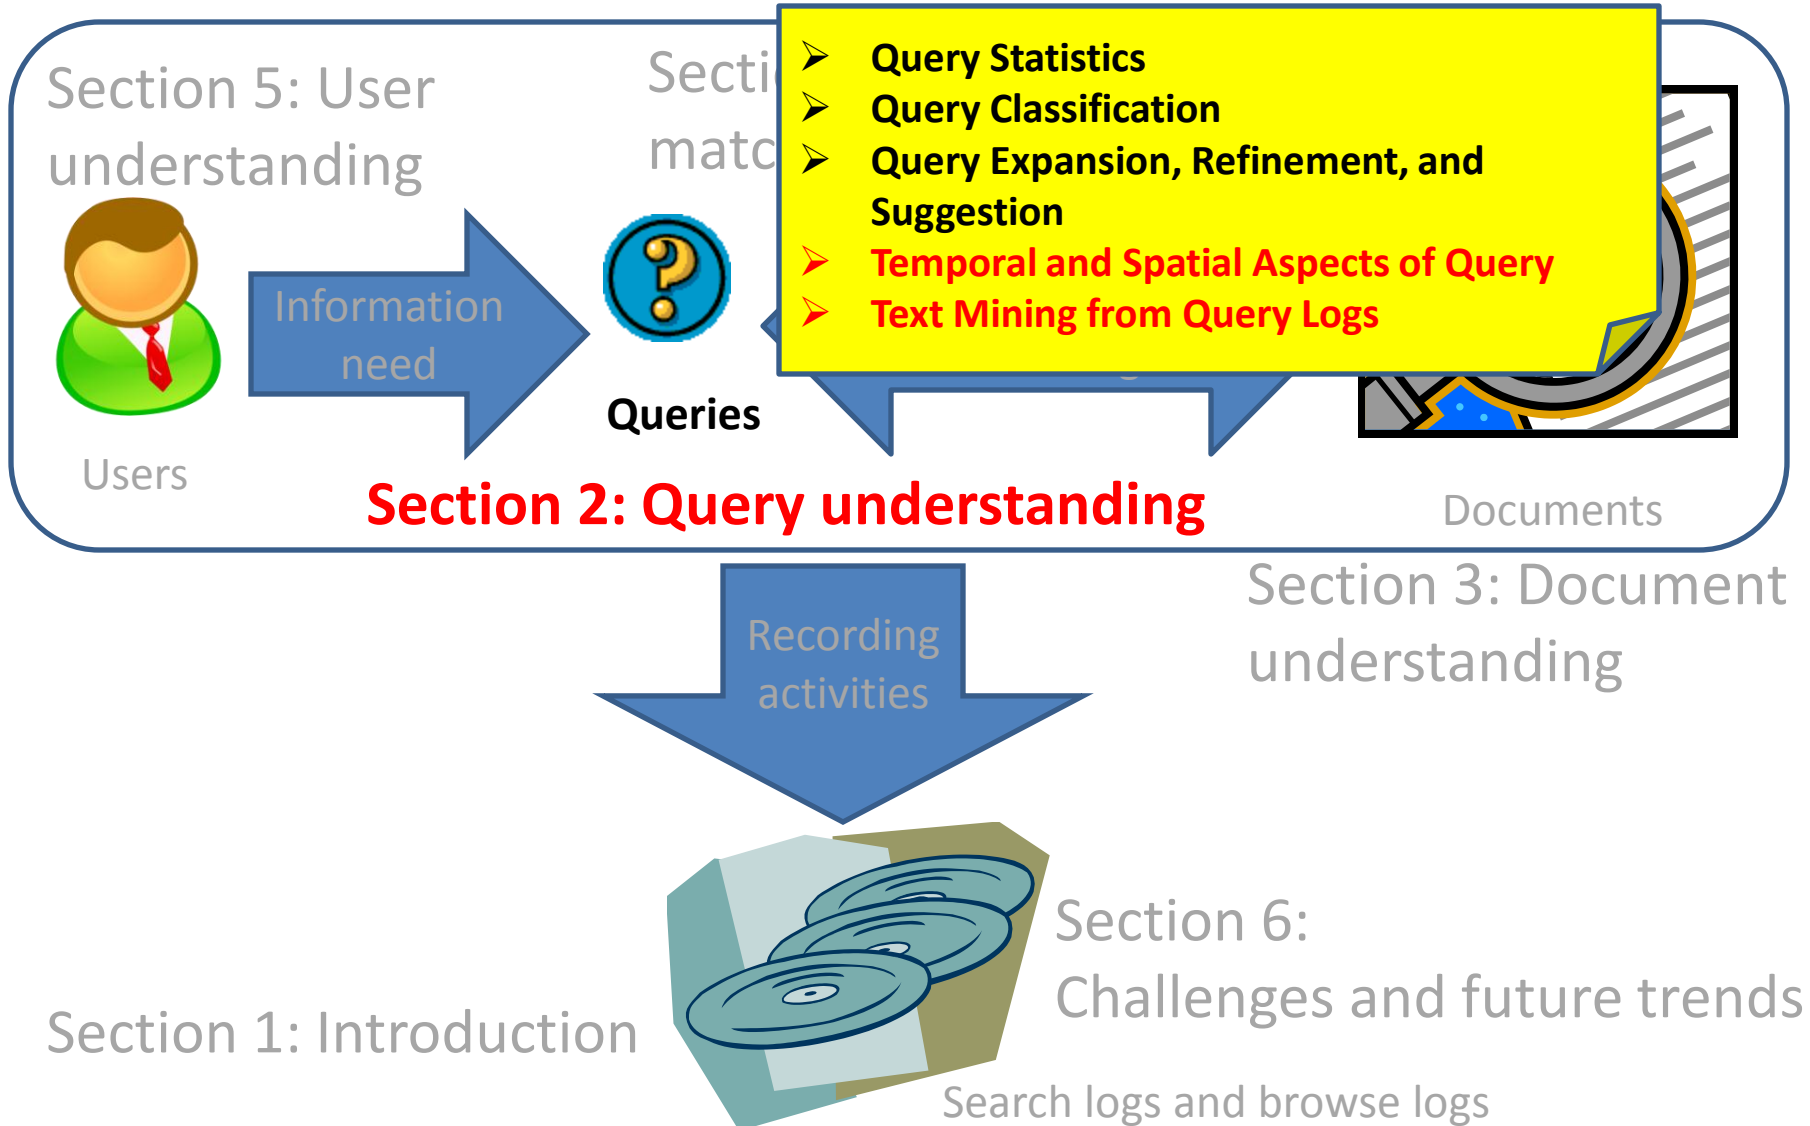 Section 5: User
understanding
➢ Query Statistics
➢ Query Classification
➢ Query Expansion, Refinement, and
Suggestion
➢ Temporal and Spatial Aspects of Query
➢ Text Mining from Query Logs
Information
need
Queries
Users
Section 2: Query understanding
Documents
Section 3: Document
understanding
Recording
activities
Section 6:
Challenges and future trends
Section 1: Introduction
Search logs and browse logs